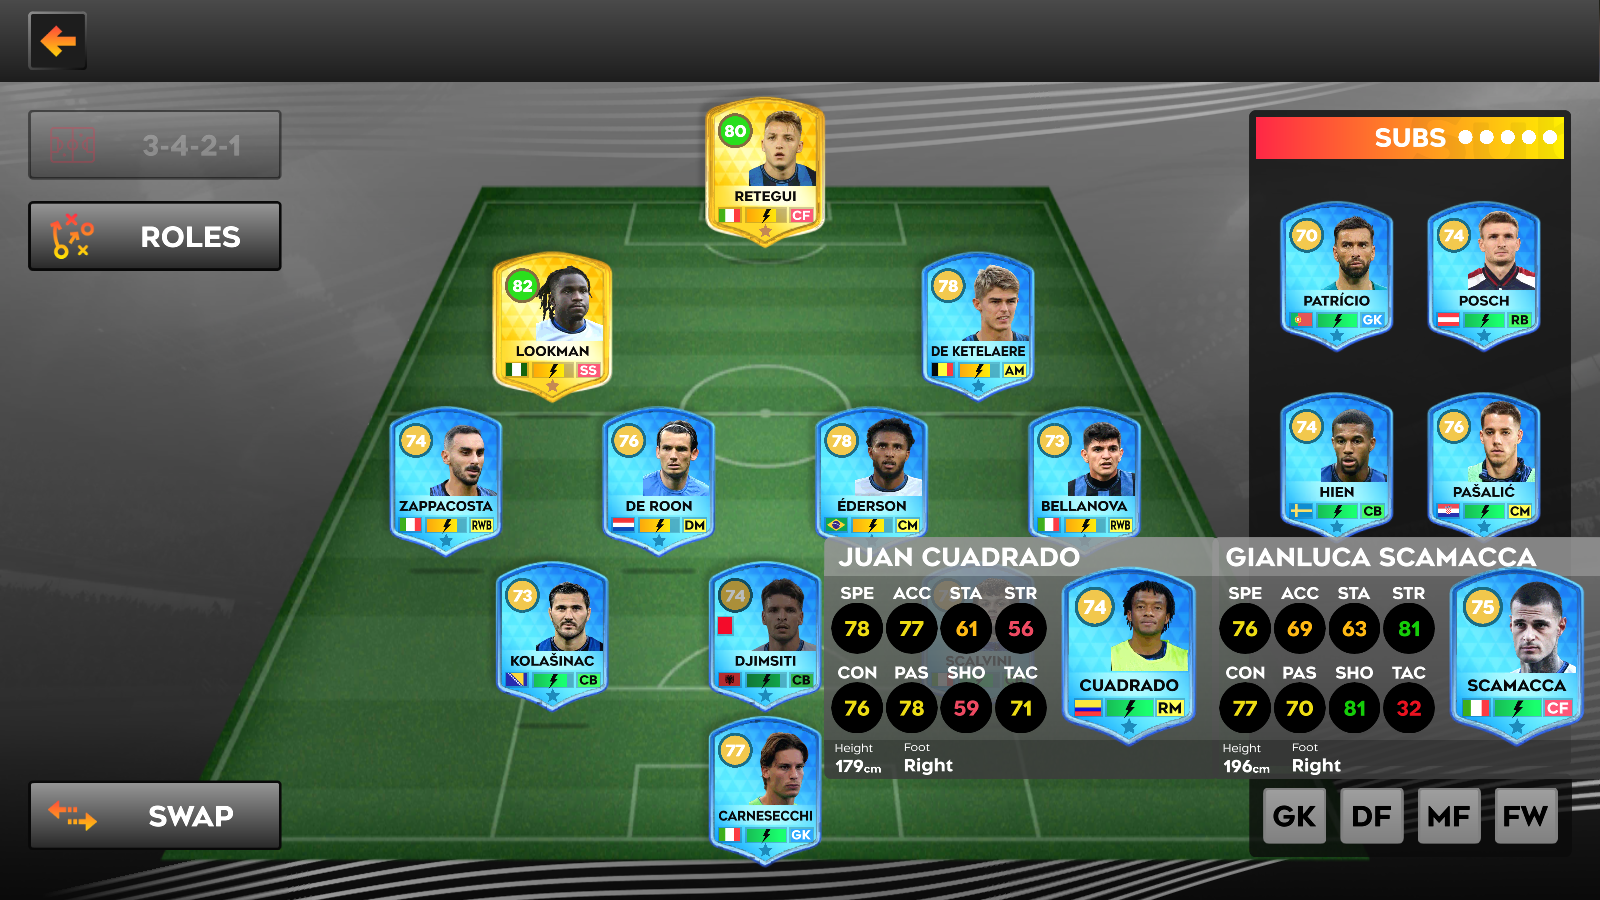 3-4-2-1
ROLES
80
RETEGUI
CF
82
LOOKMAN
SS
78
DE KETELAERE
AM
74
ZAPPACOSTA
RWB
76
DE ROON
DM
78
ÉDERSON
CM
73
BELLANOVA
RWB
73
KOLAŠINAC
CB
74
DJIMSITI
CB
SCALVINI
77
CARNESECCHI
GK
SUBS
70
PATRÍCIO
GK
74
POSCH
RB
74
HIEN
CB
76
PAŠALIĆ
CM
JUAN CUADRADO
SPE ACC STA STR
78 77 61 56
CON PAS SHO TAC
76 78 59 71
Height Foot
179cm Right
74
CUADRADO
RM
GIANLUCA SCAMACCA
SPE ACC STA STR
76 69 63 81
CON PAS SHO TAC
77 70 81 32
Height Foot
196cm Right
75
SCAMACCA
CF
SWAP
GK DF MF FW